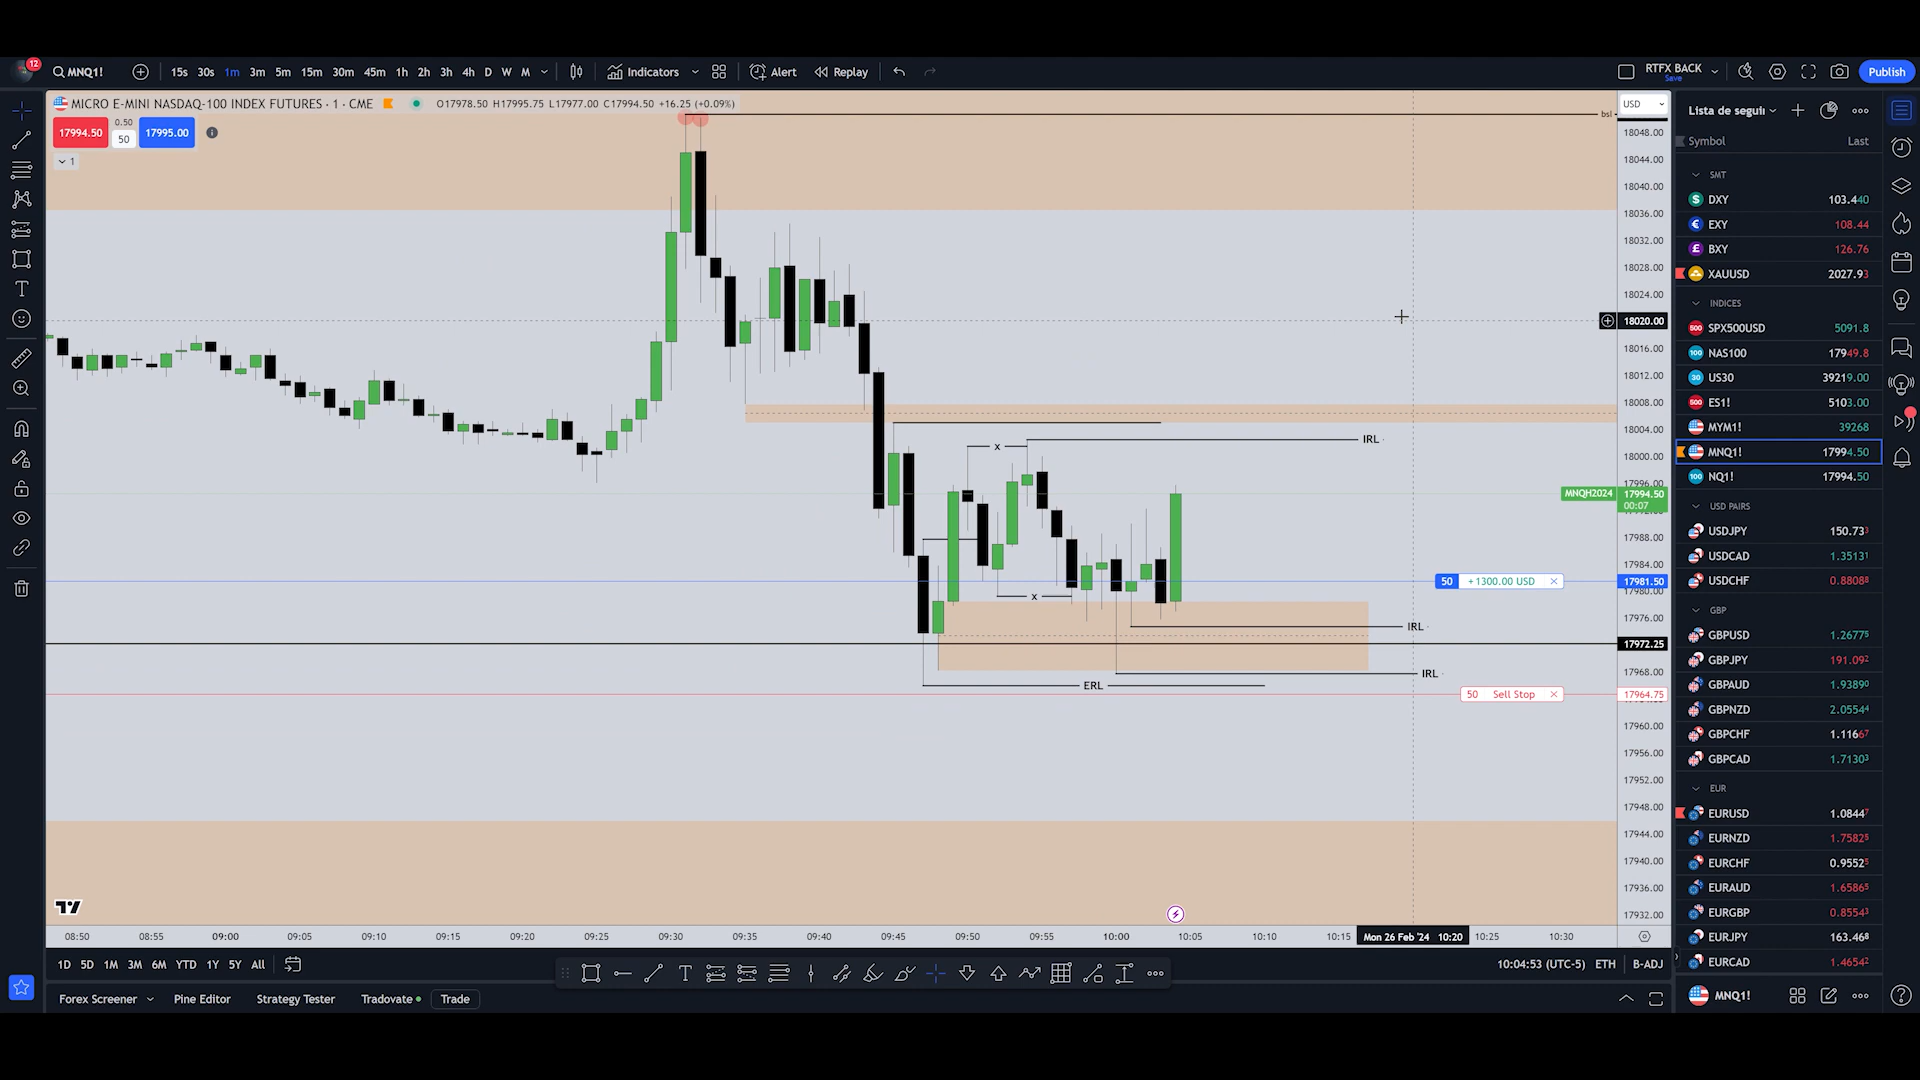 12
MNQ1!
15s 30s 1m 3m 5m 15m 30m 45m 1h 2h 3h 4h D W M
Indicators
Alert
Replay
RTFX BACK
Save
Publish
MICRO E-MINI NASDAQ-100 INDEX FUTURES · 1 · CME
O17978.50 H17995.75 L17977.00 C17994.50 +16.25 (+0.09%)
17994.50
0.50
50
17995.00
1
USD
bsl
18048.00
18044.00
18040.00
18036.00
18032.00
18028.00
18024.00
18020.00
18016.00
18012.00
18008.00
18004.00
18000.00
17996.00
MNQH2024 17994.50
00:07
17988.00
17984.00
50 +1300.00 USD 17981.50
17980.00
17976.00
17972.25
17968.00
50 Sell Stop 17964.75
17960.00
17956.00
17952.00
17948.00
17944.00
17940.00
17936.00
17932.00
x
IRL
x
IRL
IRL
ERL
08:50 08:55 09:00 09:05 09:10 09:15 09:20 09:25 09:30 09:35 09:40 09:45 09:50 09:55 10:00 10:05 10:10 10:15 Mon 26 Feb '24 10:20 10:25 10:30
1D 5D 1M 3M 6M YTD 1Y 5Y All
10:04:53 (UTC-5) ETH B-ADJ
Forex Screener Pine Editor Strategy Tester Tradovate Trade
Lista de segui
Symbol Last
SMT
DXY 103.440
EXY 108.44
BXY 126.76
XAUUSD 2027.93
INDICES
SPX500USD 5091.8
NAS100 17949.8
US30 39219.00
ES1! 5103.00
MYM1! 39268
MNQ1! 17994.50
NQ1! 17994.50
USD PAIRS
USDJPY 150.733
USDCAD 1.35131
USDCHF 0.88088
GBP
GBPUSD 1.26775
GBPJPY 191.092
GBPAUD 1.93890
GBPNZD 2.05544
GBPCHF 1.11667
GBPCAD 1.71303
EUR
EURUSD 1.08447
EURNZD 1.75825
EURCHF 0.95525
EURAUD 1.65865
EURGBP 0.85543
EURJPY 163.468
EURCAD 1.46542
MNQ1!